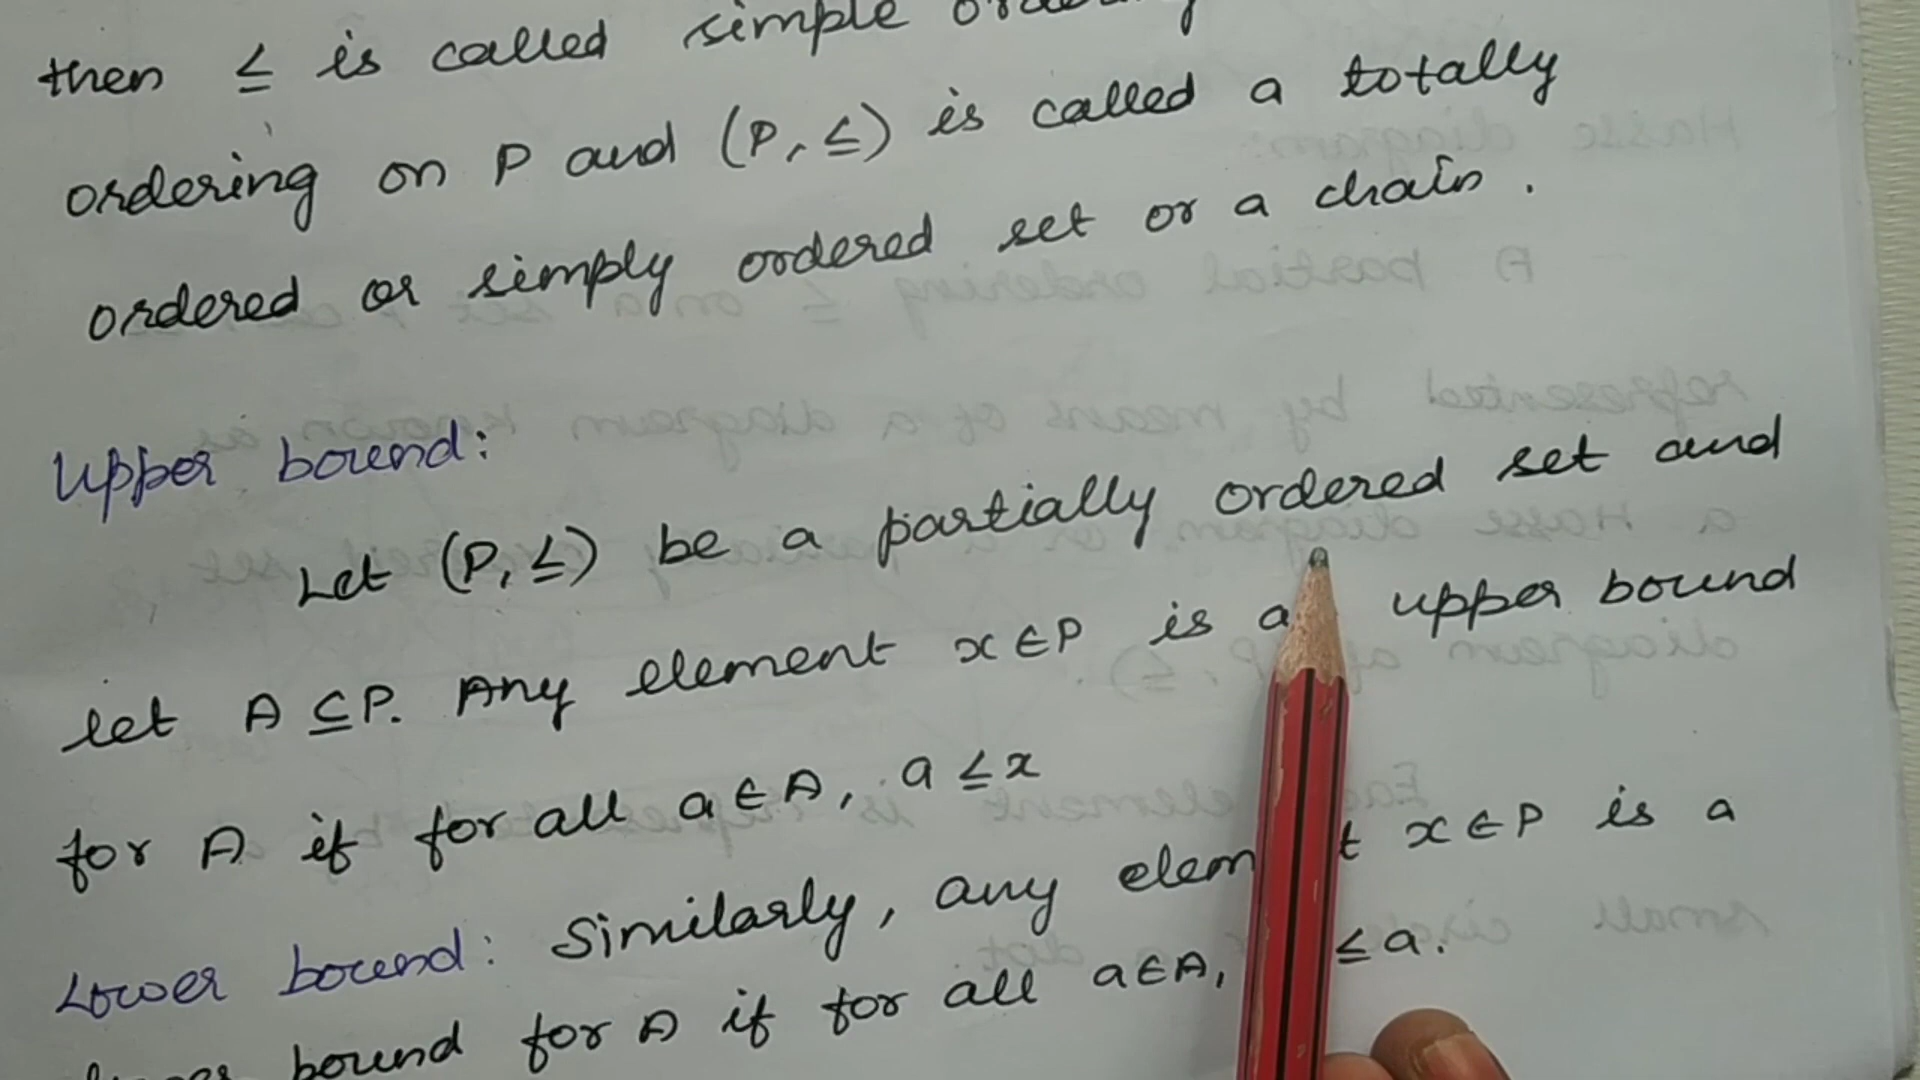 then ≤ is called simple
ordering on P and (P, ≤) is called a totally
ordered or simply ordered set or a chain.
Upper bound:
Let (P, ≤) be a partially ordered set and
let A ⊆ P. Any element x ∈ P is a upper bound
for A if for all a ∈ A, a ≤ x
Lower bound: Similarly, any elem t x ∈ P is a
bound for A if for all a ∈ A, ≤ a.